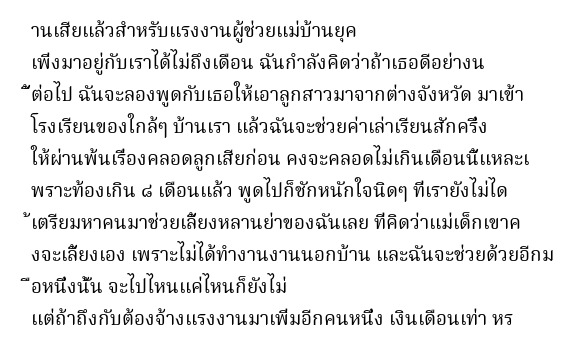 านเสียแล้วสำหรับแรงงานผู้ช่วยแม่บ้านยุค
เพิ่งมาอยู่กับเราได้ไม่ถึงเดือน ฉันกำลังคิดว่าถ้าเธอดีอย่างน
ี้ต่อไป ฉันจะลองพูดกับเธอให้เอาลูกสาวมาจากต่างจังหวัด มาเข้า
โรงเรียนของใกล้ๆ บ้านเรา แล้วฉันจะช่วยค่าเล่าเรียนสักครึ่ง
ให้ผ่านพ้นเรื่องคลอดลูกเสียก่อน คงจะคลอดไม่เกินเดือนนี้แหละเ
พราะท้องเกิน ๘ เดือนแล้ว พูดไปก็ชักหนักใจนิดๆ ที่เรายังไม่ได
้เตรียมหาคนมาช่วยเลี้ยงหลานย่าของฉันเลย ที่คิดว่าแม่เด็กเขาค
งจะเลี้ยงเอง เพราะไม่ได้ทำงานงานนอกบ้าน และฉันจะช่วยด้วยอีกม
ือหนึ่งนั้น จะไปไหนแค่ไหนก็ยังไม่
แต่ถ้าถึงกับต้องจ้างแรงงานมาเพิ่มอีกคนหนึ่ง เงินเดือนเท่า หร